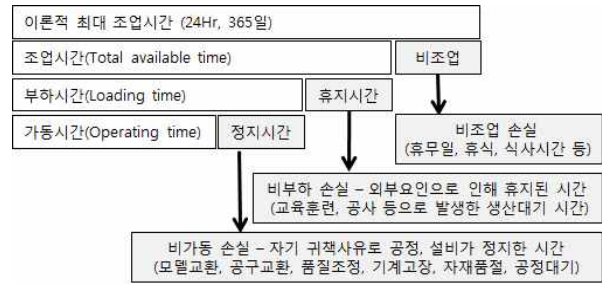 이론적 최대 조업시간 (24Hr, 365일)
조업시간(Total available time)
비조업
부하시간(Loading time)
휴지시간
가동시간(Operating time)
정지시간
비조업 손실
(휴무일, 휴식, 식사시간 등)
비부하 손실 – 외부요인으로 인해 휴지된 시간
(교육훈련, 공사 등으로 발생한 생산대기 시간)
비가동 손실 – 자기 귀책사유로 공정, 설비가 정지한 시간
(모델교환, 공구교환, 품질조정, 기계고장, 자재품절, 공정대기)